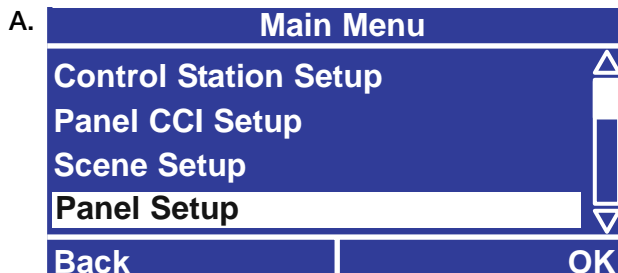 A.
Main Menu
Control Station Setup
Panel CCI Setup
Scene Setup
Panel Setup
Back OK